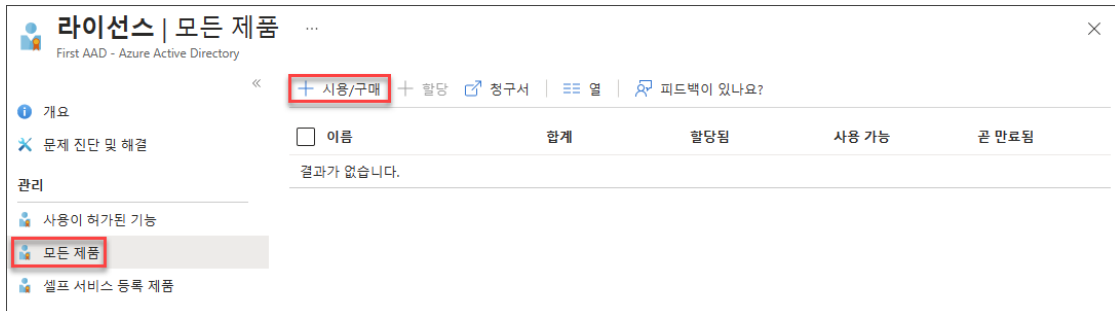 라이선스 | 모든 제품 ...
First AAD - Azure Active Directory
«
개요
문제 진단 및 해결
관리
사용이 허가된 기능
모든 제품
셀프 서비스 등록 제품
+ 시용/구매 + 할당 청구서 열 피드백이 있나요?
이름 합계 할당됨 사용 가능 곧 만료됨
결과가 없습니다.